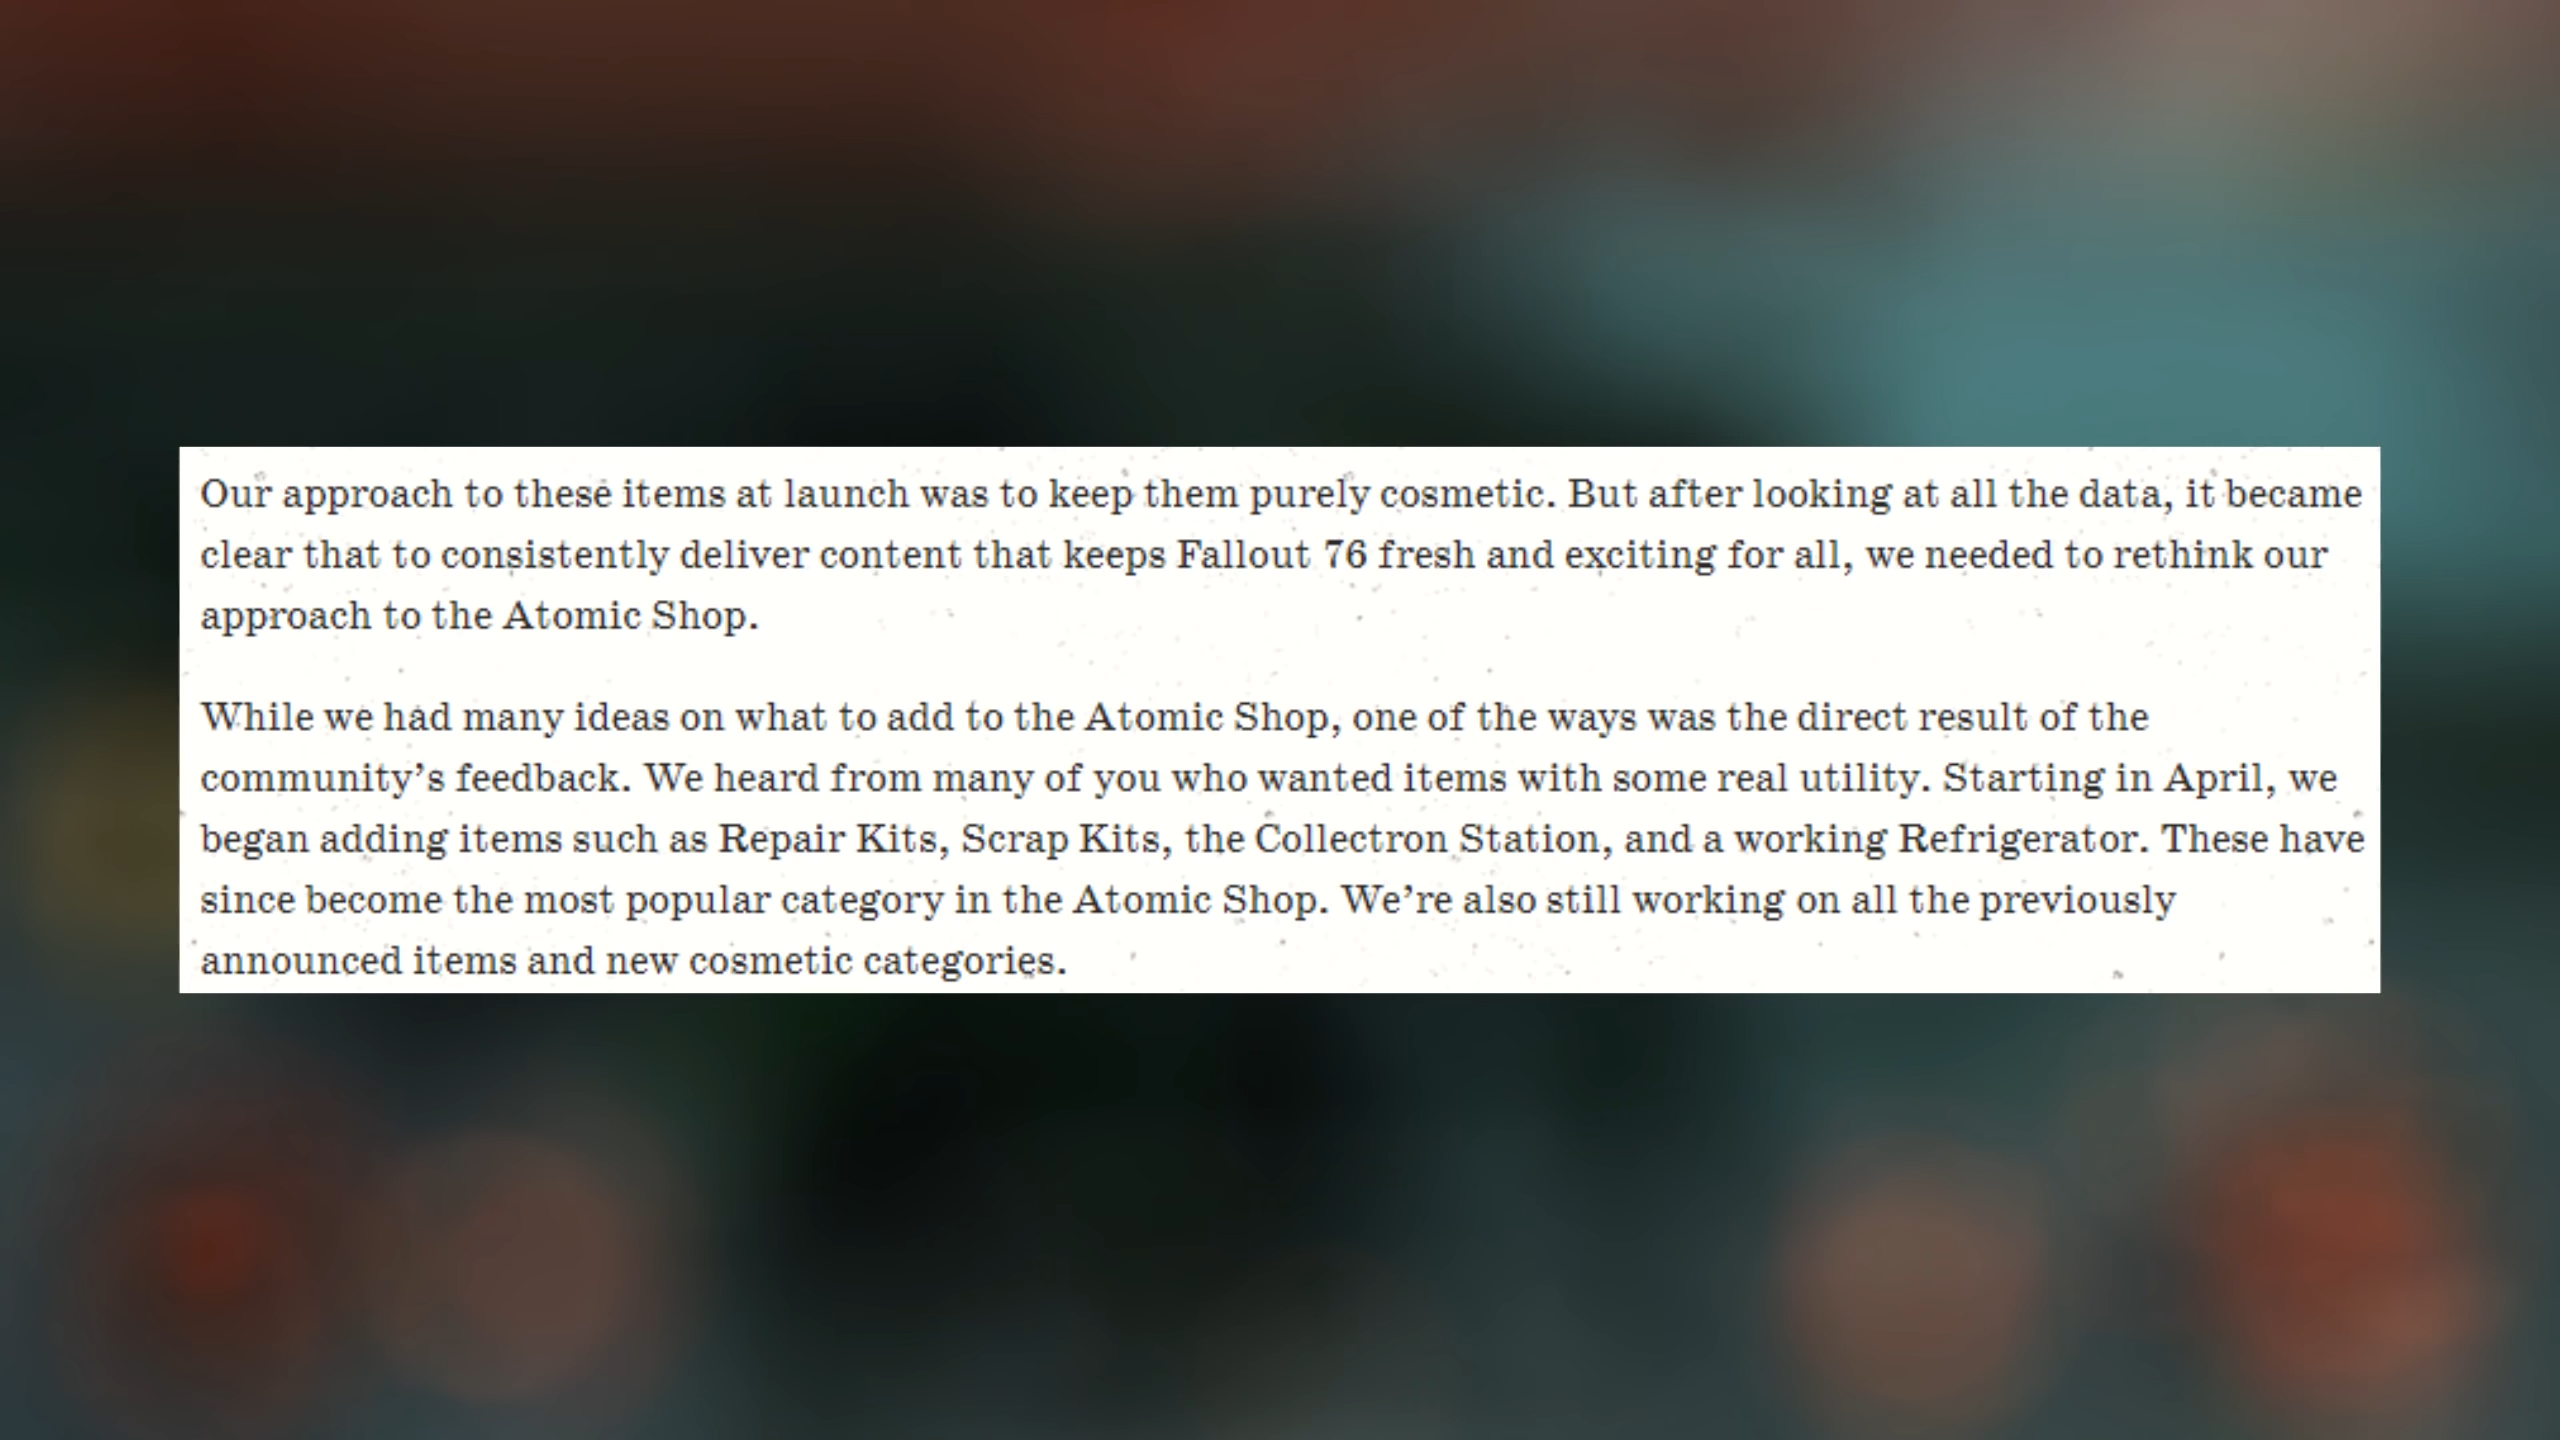 Our approach to these items at launch was to keep them purely cosmetic. But after looking at all the data, it became
clear that to consistently deliver content that keeps Fallout 76 fresh and exciting for all, we needed to rethink our
approach to the Atomic Shop.
While we had many ideas on what to add to the Atomic Shop, one of the ways was the direct result of the
community’s feedback. We heard from many of you who wanted items with some real utility. Starting in April, we
began adding items such as Repair Kits, Scrap Kits, the Collectron Station, and a working Refrigerator. These have
since become the most popular category in the Atomic Shop. We’re also still working on all the previously
announced items and new cosmetic categories.